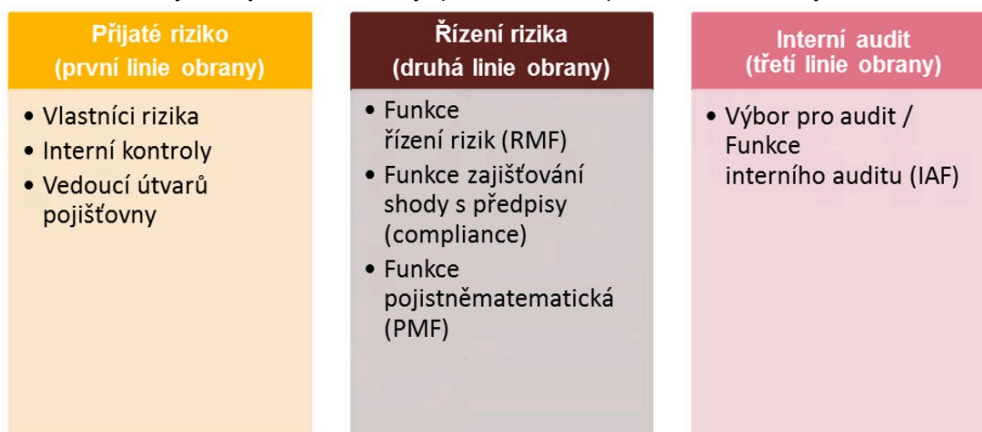 Přijaté riziko
(první linie obrany)
• Vlastníci rizika
• Interní kontroly
• Vedoucí útvarů
pojišťovny
Řízení rizika
(druhá linie obrany)
• Funkce
řízení rizik (RMF)
• Funkce zajišťování
shody s předpisy
(compliance)
• Funkce
pojistněmatematická
(PMF)
Interní audit
(třetí linie obrany)
• Výbor pro audit /
Funkce
interního auditu (IAF)